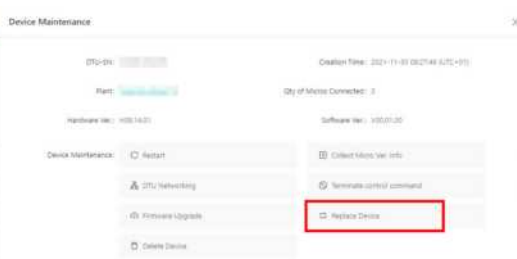 Device Maintenance
DTU-SN:
Creation Time: 2021-11-01 08:27:49 (UTC+01)
Plant:
Qty of Micros Connected: 3
Hardware Ver.: H00.14.01
Software Ver.: V00.01.20
Device Maintenance:
Restart
Collect Micro Ver. Info
DTU Networking
Terminate control command
Firmware Upgrade
Replace Device
Delete Device